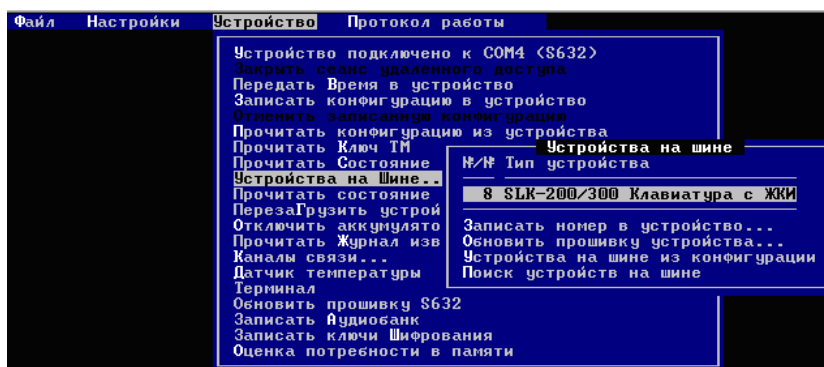 Файл Настройки Устройство Протокол работы
Устройство подключено к COM4 (S632)
Закрыть сеанс удаленного доступа
Передать Время в устройство
Записать конфигурацию в устройство
Отменить записанную конфигурацию
Прочитать конфигурацию из устройства
Прочитать Ключ ТМ
Прочитать Состояние
Устройства на Шине..
Прочитать состояние
ПерезаГрузить устрой
Отключить аккумулято
Прочитать Журнал изв
Каналы связи...
Датчик температуры
Терминал
Обновить прошивку S632
Записать Аудиобанк
Записать ключи Шифрования
Оценка потребности в памяти
Устройства на шине
№/№ Тип устройства
8 SLK-200/300 Клавиатура с ЖКИ
Записать номер в устройство...
Обновить прошивку устройства...
Устройства на шине из конфигурации
Поиск устройств на шине